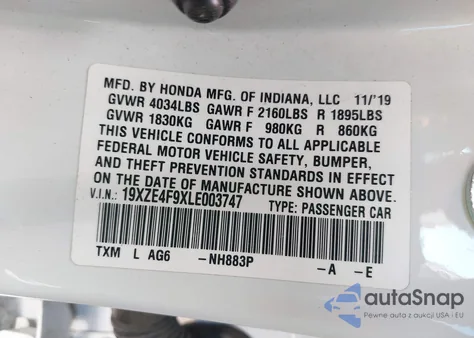 MFD. BY HONDA MFG. OF INDIANA, LLC 11/'19
GVWR 4034LBS GAWR F 2160LBS R 1895LBS
GVWR 1830KG GAWR F 980KG R 860KG
THIS VEHICLE CONFORMS TO ALL APPLICABLE
FEDERAL MOTOR VEHICLE SAFETY, BUMPER,
AND THEFT PREVENTION STANDARDS IN EFFECT
ON THE DATE OF MANUFACTURE SHOWN ABOVE.
V.I.N.: 19XZE4F9XLE003747 TYPE: PASSENGER CAR
TXM L AG6 -NH883P -A -E
autoSnap
Pewne auta z aukcji USA - EU